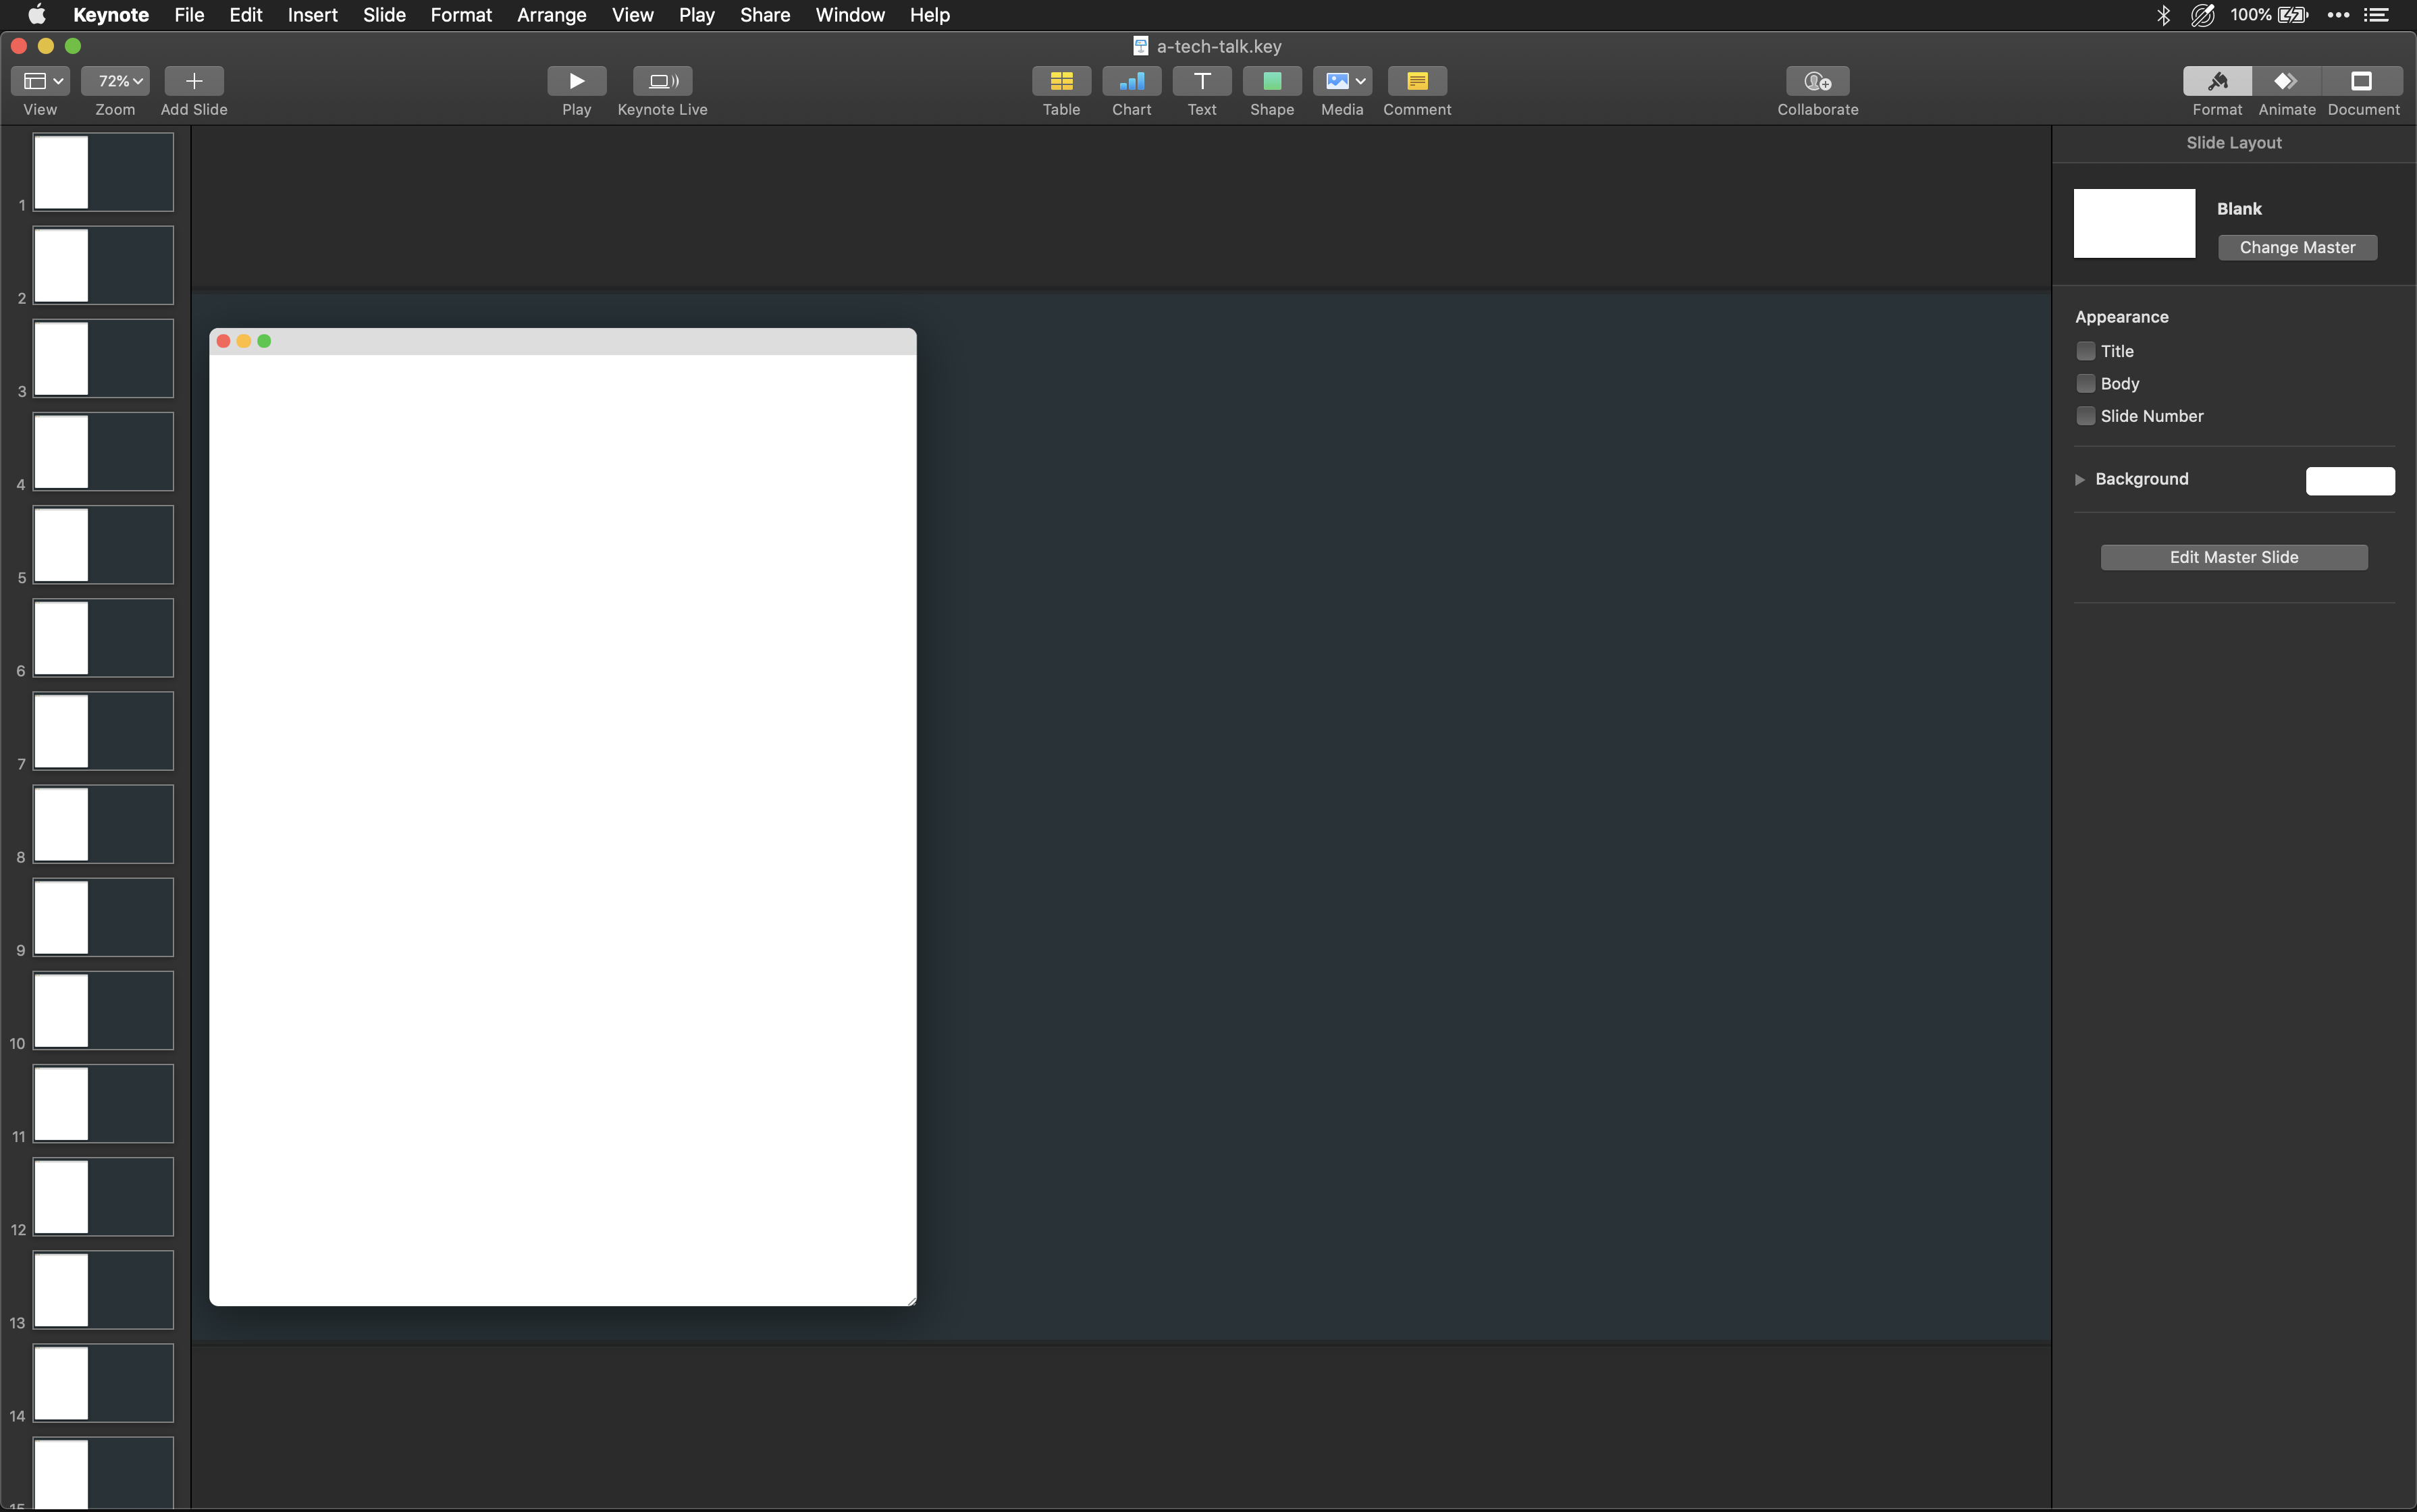 Keynote File Edit Insert Slide Format Arrange View Play Share Window Help 100%
a-tech-talk.key
72%
View Zoom Add Slide Play Keynote Live Table Chart Text Shape Media Comment Collaborate Format Animate Document
Slide Layout
Blank
Change Master
Appearance
Title
Body
Slide Number
Background
Edit Master Slide
1
2
3
4
5
6
7
8
9
10
11
12
13
14
15